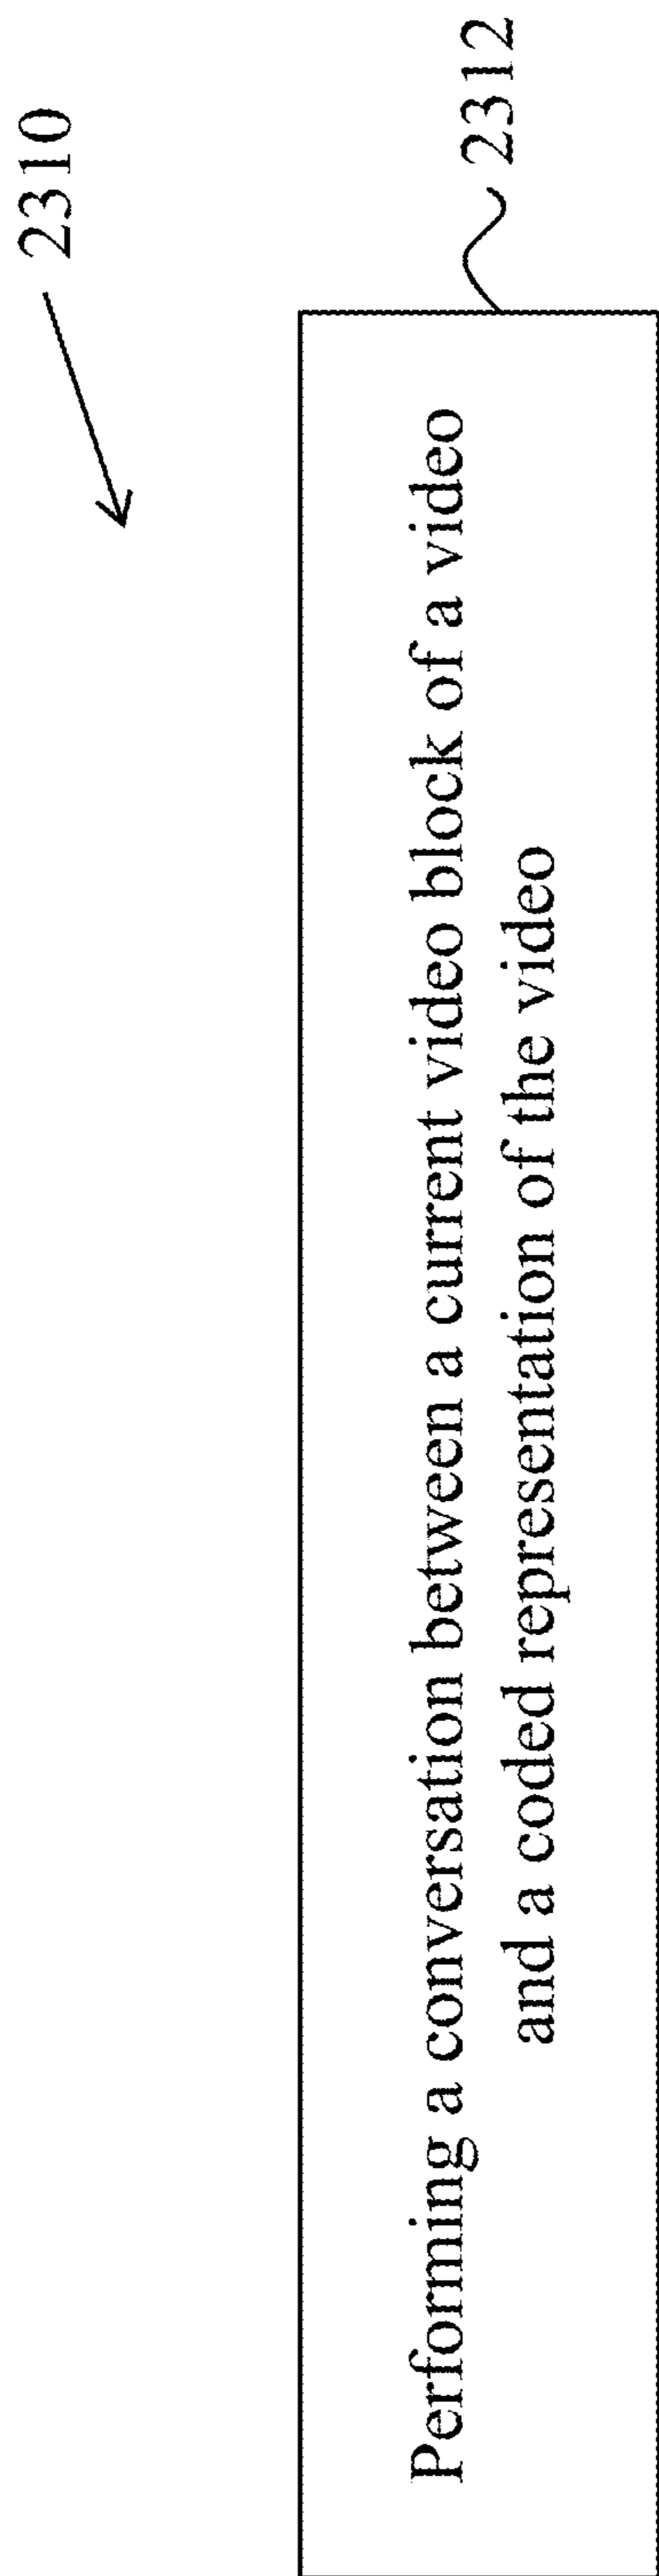 2310
2312
Performing a conversation between a current video block of a video
and a coded representation of the video